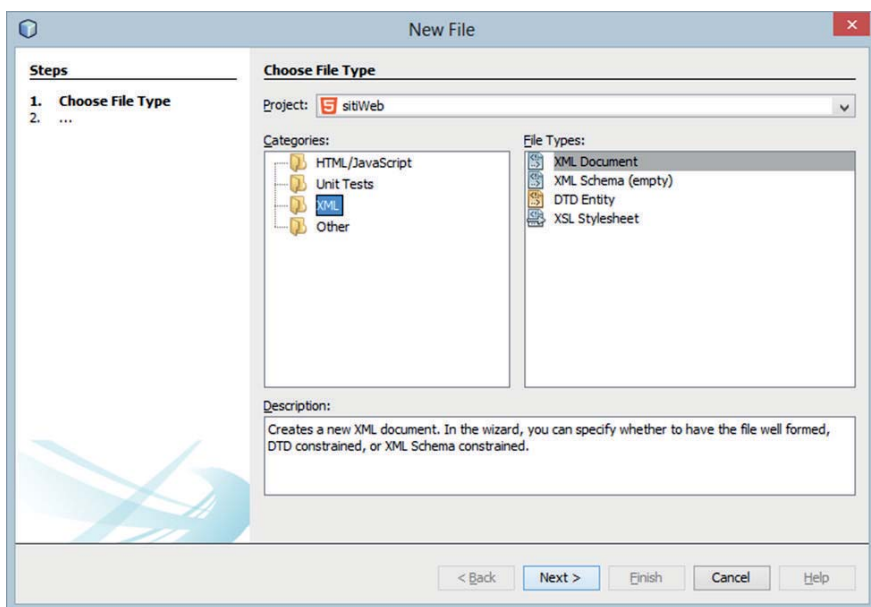 New File
Steps
1. Choose File Type
2. ...
Choose File Type
Project: sitiWeb
Categories:
HTML/JavaScript
Unit Tests
XML
Other
File Types:
XML Document
XML Schema (empty)
DTD Entity
XSL Stylesheet
Description:
Creates a new XML document. In the wizard, you can specify whether to have the file well formed,
DTD constrained, or XML Schema constrained.
< Back Next > Finish Cancel Help